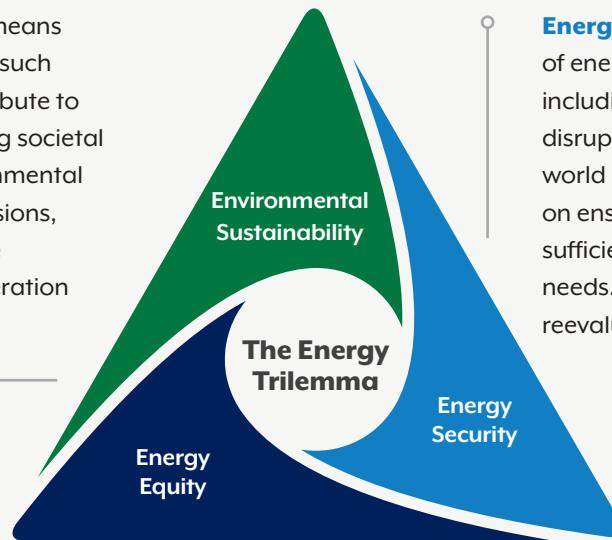 means
such
bute to
g societal
nmental
sions,
eration
Environmental
Sustainability
The Energy
Trilemma
Energy
Equity
Energy
Security
Energ
of ene
includi
disrup
world
on ens
sufficie
needs.
reevalu